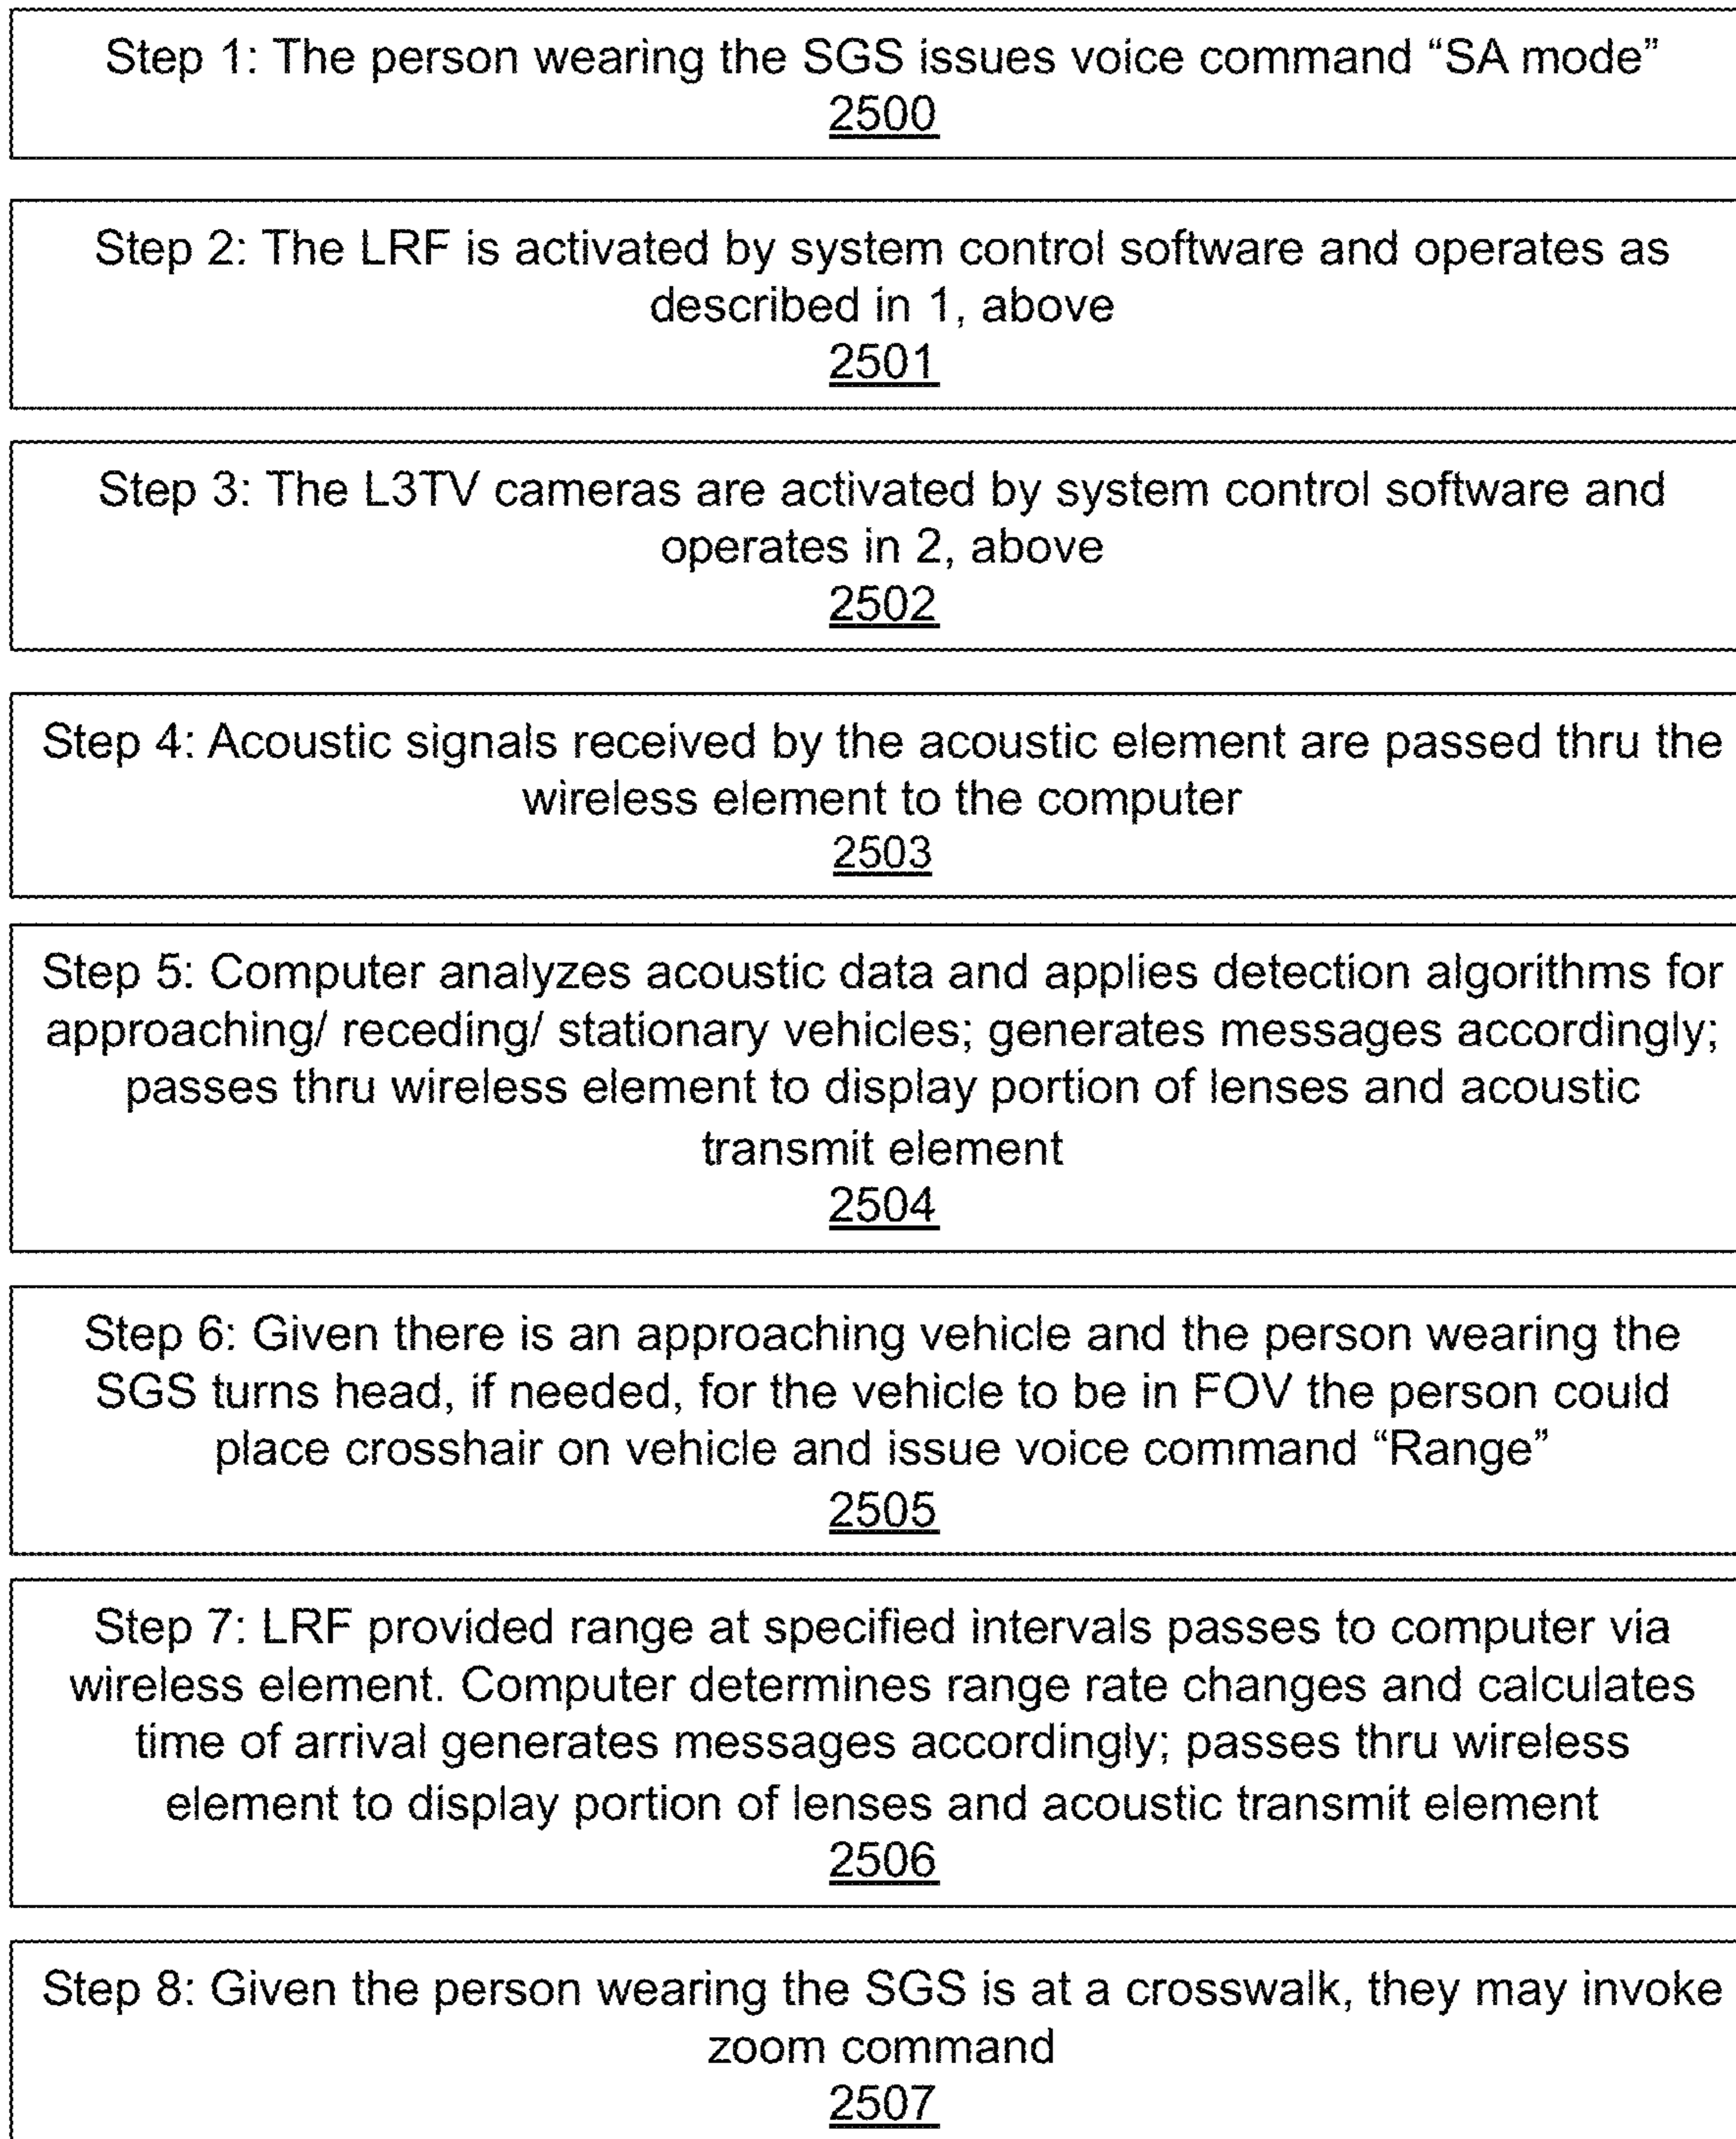 Step 1: The person wearing the SGS issues voice command “SA mode”
2500
Step 2: The LRF is activated by system control software and operates as
described in 1, above
2501
Step 3: The L3TV cameras are activated by system control software and
operates in 2, above
2502
Step 4: Acoustic signals received by the acoustic element are passed thru the
wireless element to the computer
2503
Step 5: Computer analyzes acoustic data and applies detection algorithms for
approaching/ receding/ stationary vehicles; generates messages accordingly;
passes thru wireless element to display portion of lenses and acoustic
transmit element
2504
Step 6: Given there is an approaching vehicle and the person wearing the
SGS turns head, if needed, for the vehicle to be in FOV the person could
place crosshair on vehicle and issue voice command “Range”
2505
Step 7: LRF provided range at specified intervals passes to computer via
wireless element. Computer determines range rate changes and calculates
time of arrival generates messages accordingly; passes thru wireless
element to display portion of lenses and acoustic transmit element
2506
Step 8: Given the person wearing the SGS is at a crosswalk, they may invoke
zoom command
2507